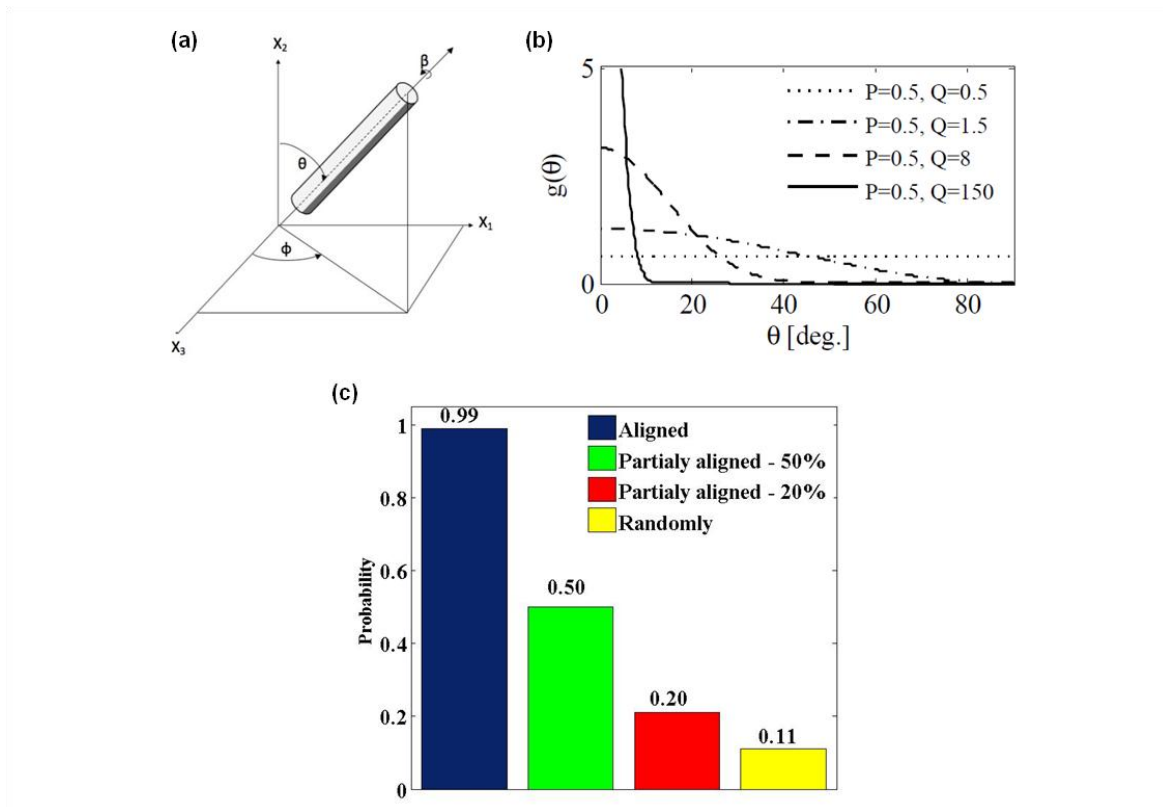 (a)
X₂
β
θ
X₁
ϕ
X₃
(b)
5
0
g(θ)
P=0.5, Q=0.5
P=0.5, Q=1.5
P=0.5, Q=8
P=0.5, Q=150
0 20 40 60 80
θ [deg.]
(c)
Probability
1
0.8
0.6
0.4
0.2
0
0.99
0.50
0.20
0.11
Aligned
Partialy aligned - 50%
Partialy aligned - 20%
Randomly